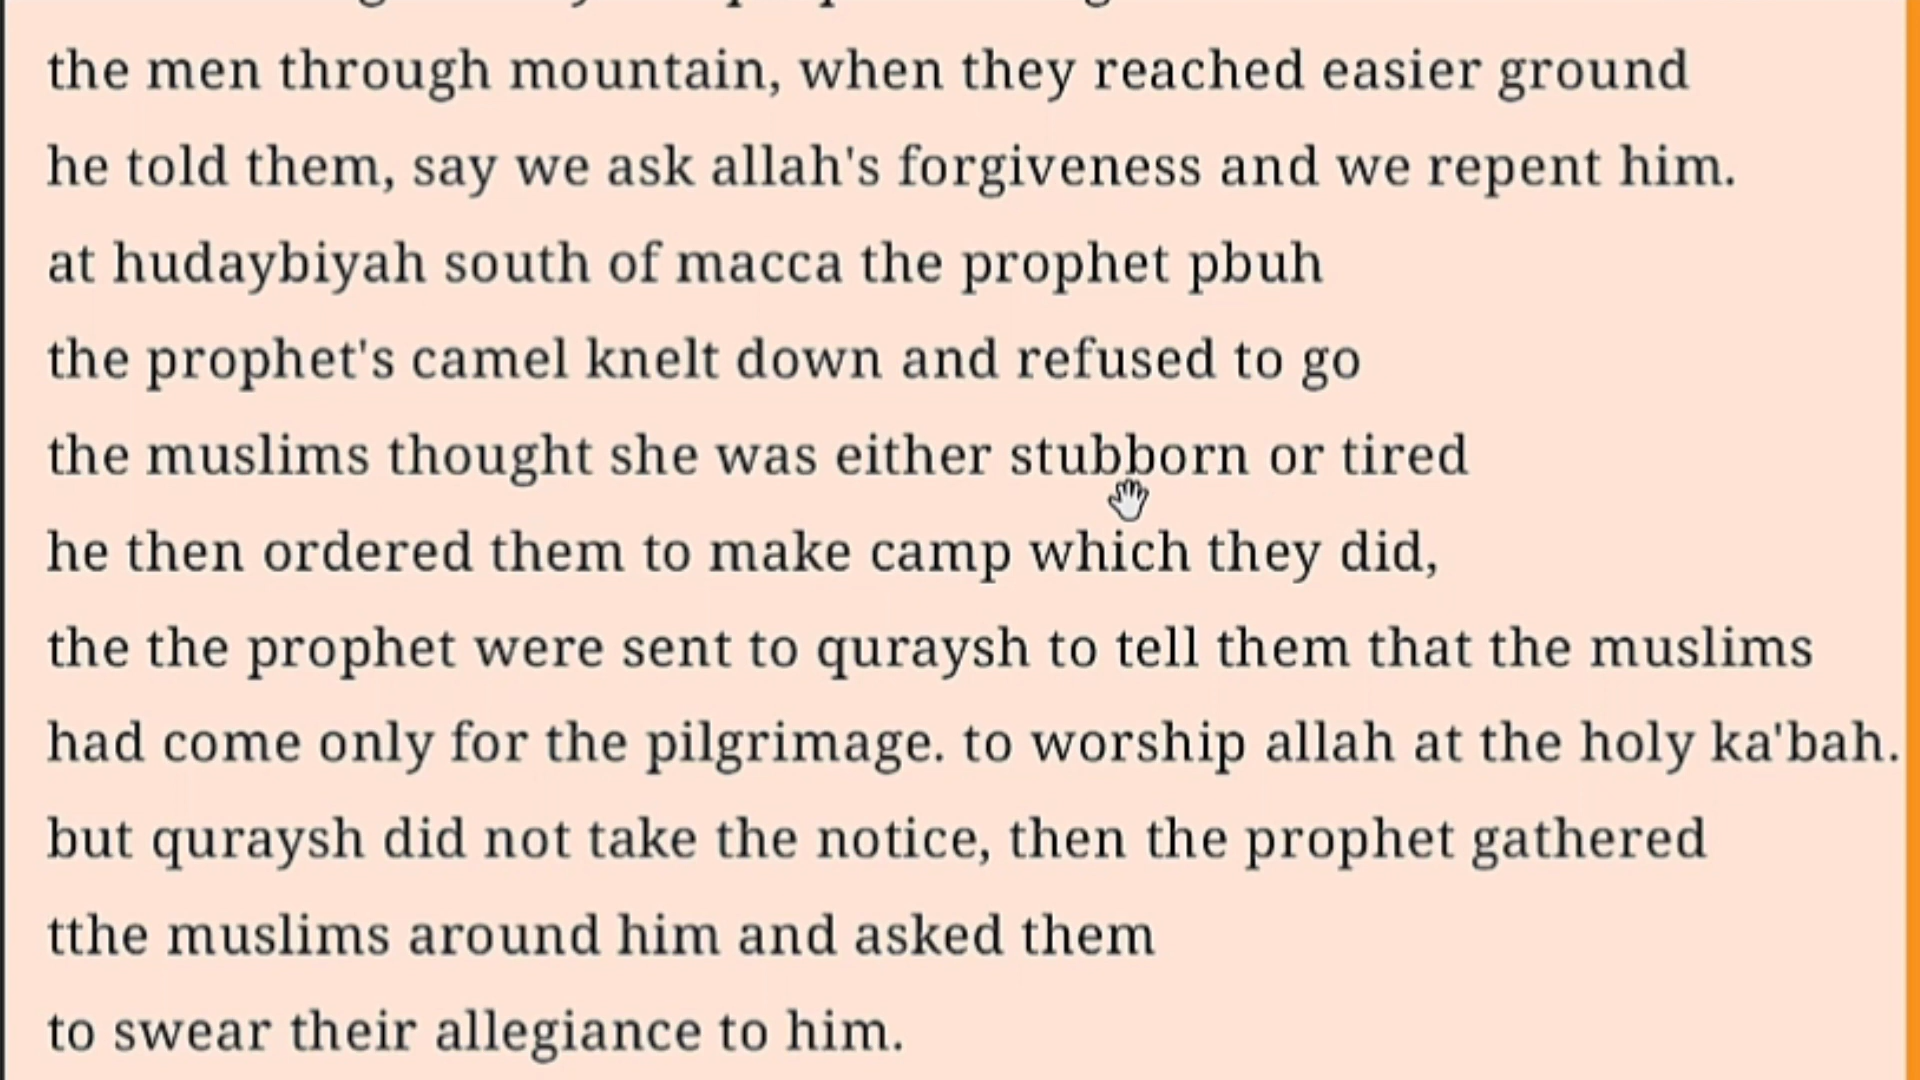 the men through mountain, when they reached easier ground
he told them, say we ask allah's forgiveness and we repent him.
at hudaybiyah south of macca the prophet pbuh
the prophet's camel knelt down and refused to go
the muslims thought she was either stubborn or tired
he then ordered them to make camp which they did,
the the prophet were sent to quraysh to tell them that the muslims
had come only for the pilgrimage. to worship allah at the holy ka'bah.
but quraysh did not take the notice, then the prophet gathered
tthe muslims around him and asked them
to swear their allegiance to him.